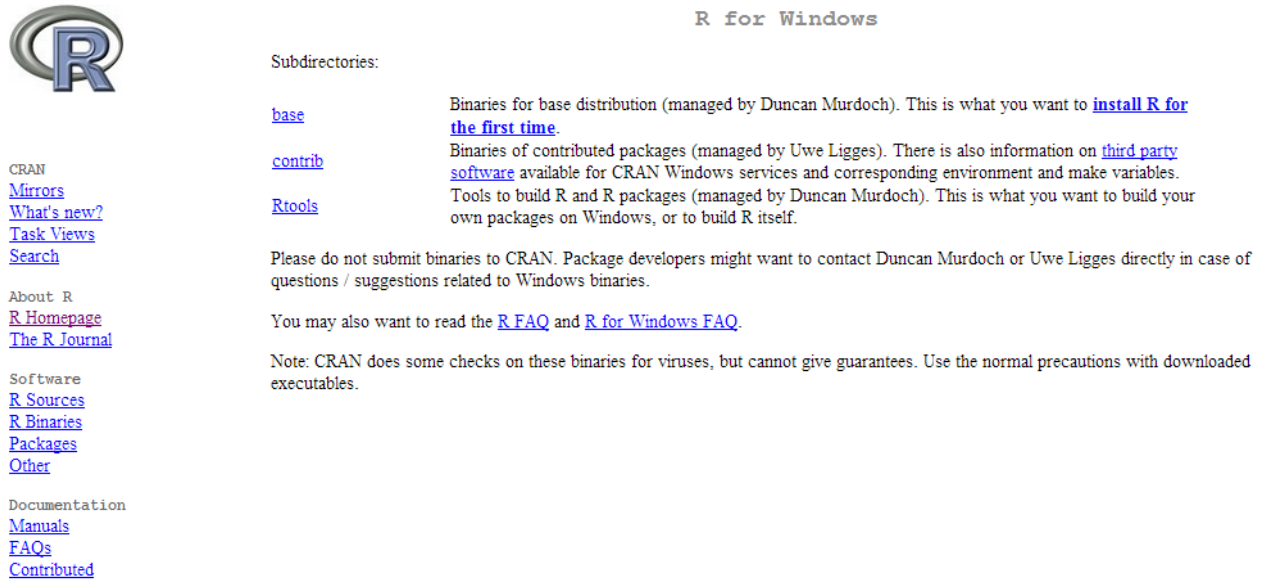 R
CRAN
Mirrors
What's new?
Task Views
Search
About R
R Homepage
The R Journal
Software
R Sources
R Binaries
Packages
Other
Documentation
Manuals
FAQs
Contributed
R for Windows
Subdirectories:
base
Binaries for base distribution (managed by Duncan Murdoch). This is what you want to install R for
the first time.
contrib
Binaries of contributed packages (managed by Uwe Ligges). There is also information on third party
software available for CRAN Windows services and corresponding environment and make variables.
Rtools
Tools to build R and R packages (managed by Duncan Murdoch). This is what you want to build your
own packages on Windows, or to build R itself.
Please do not submit binaries to CRAN. Package developers might want to contact Duncan Murdoch or Uwe Ligges directly in case of
questions / suggestions related to Windows binaries.
You may also want to read the R FAQ and R for Windows FAQ.
Note: CRAN does some checks on these binaries for viruses, but cannot give guarantees. Use the normal precautions with downloaded
executables.